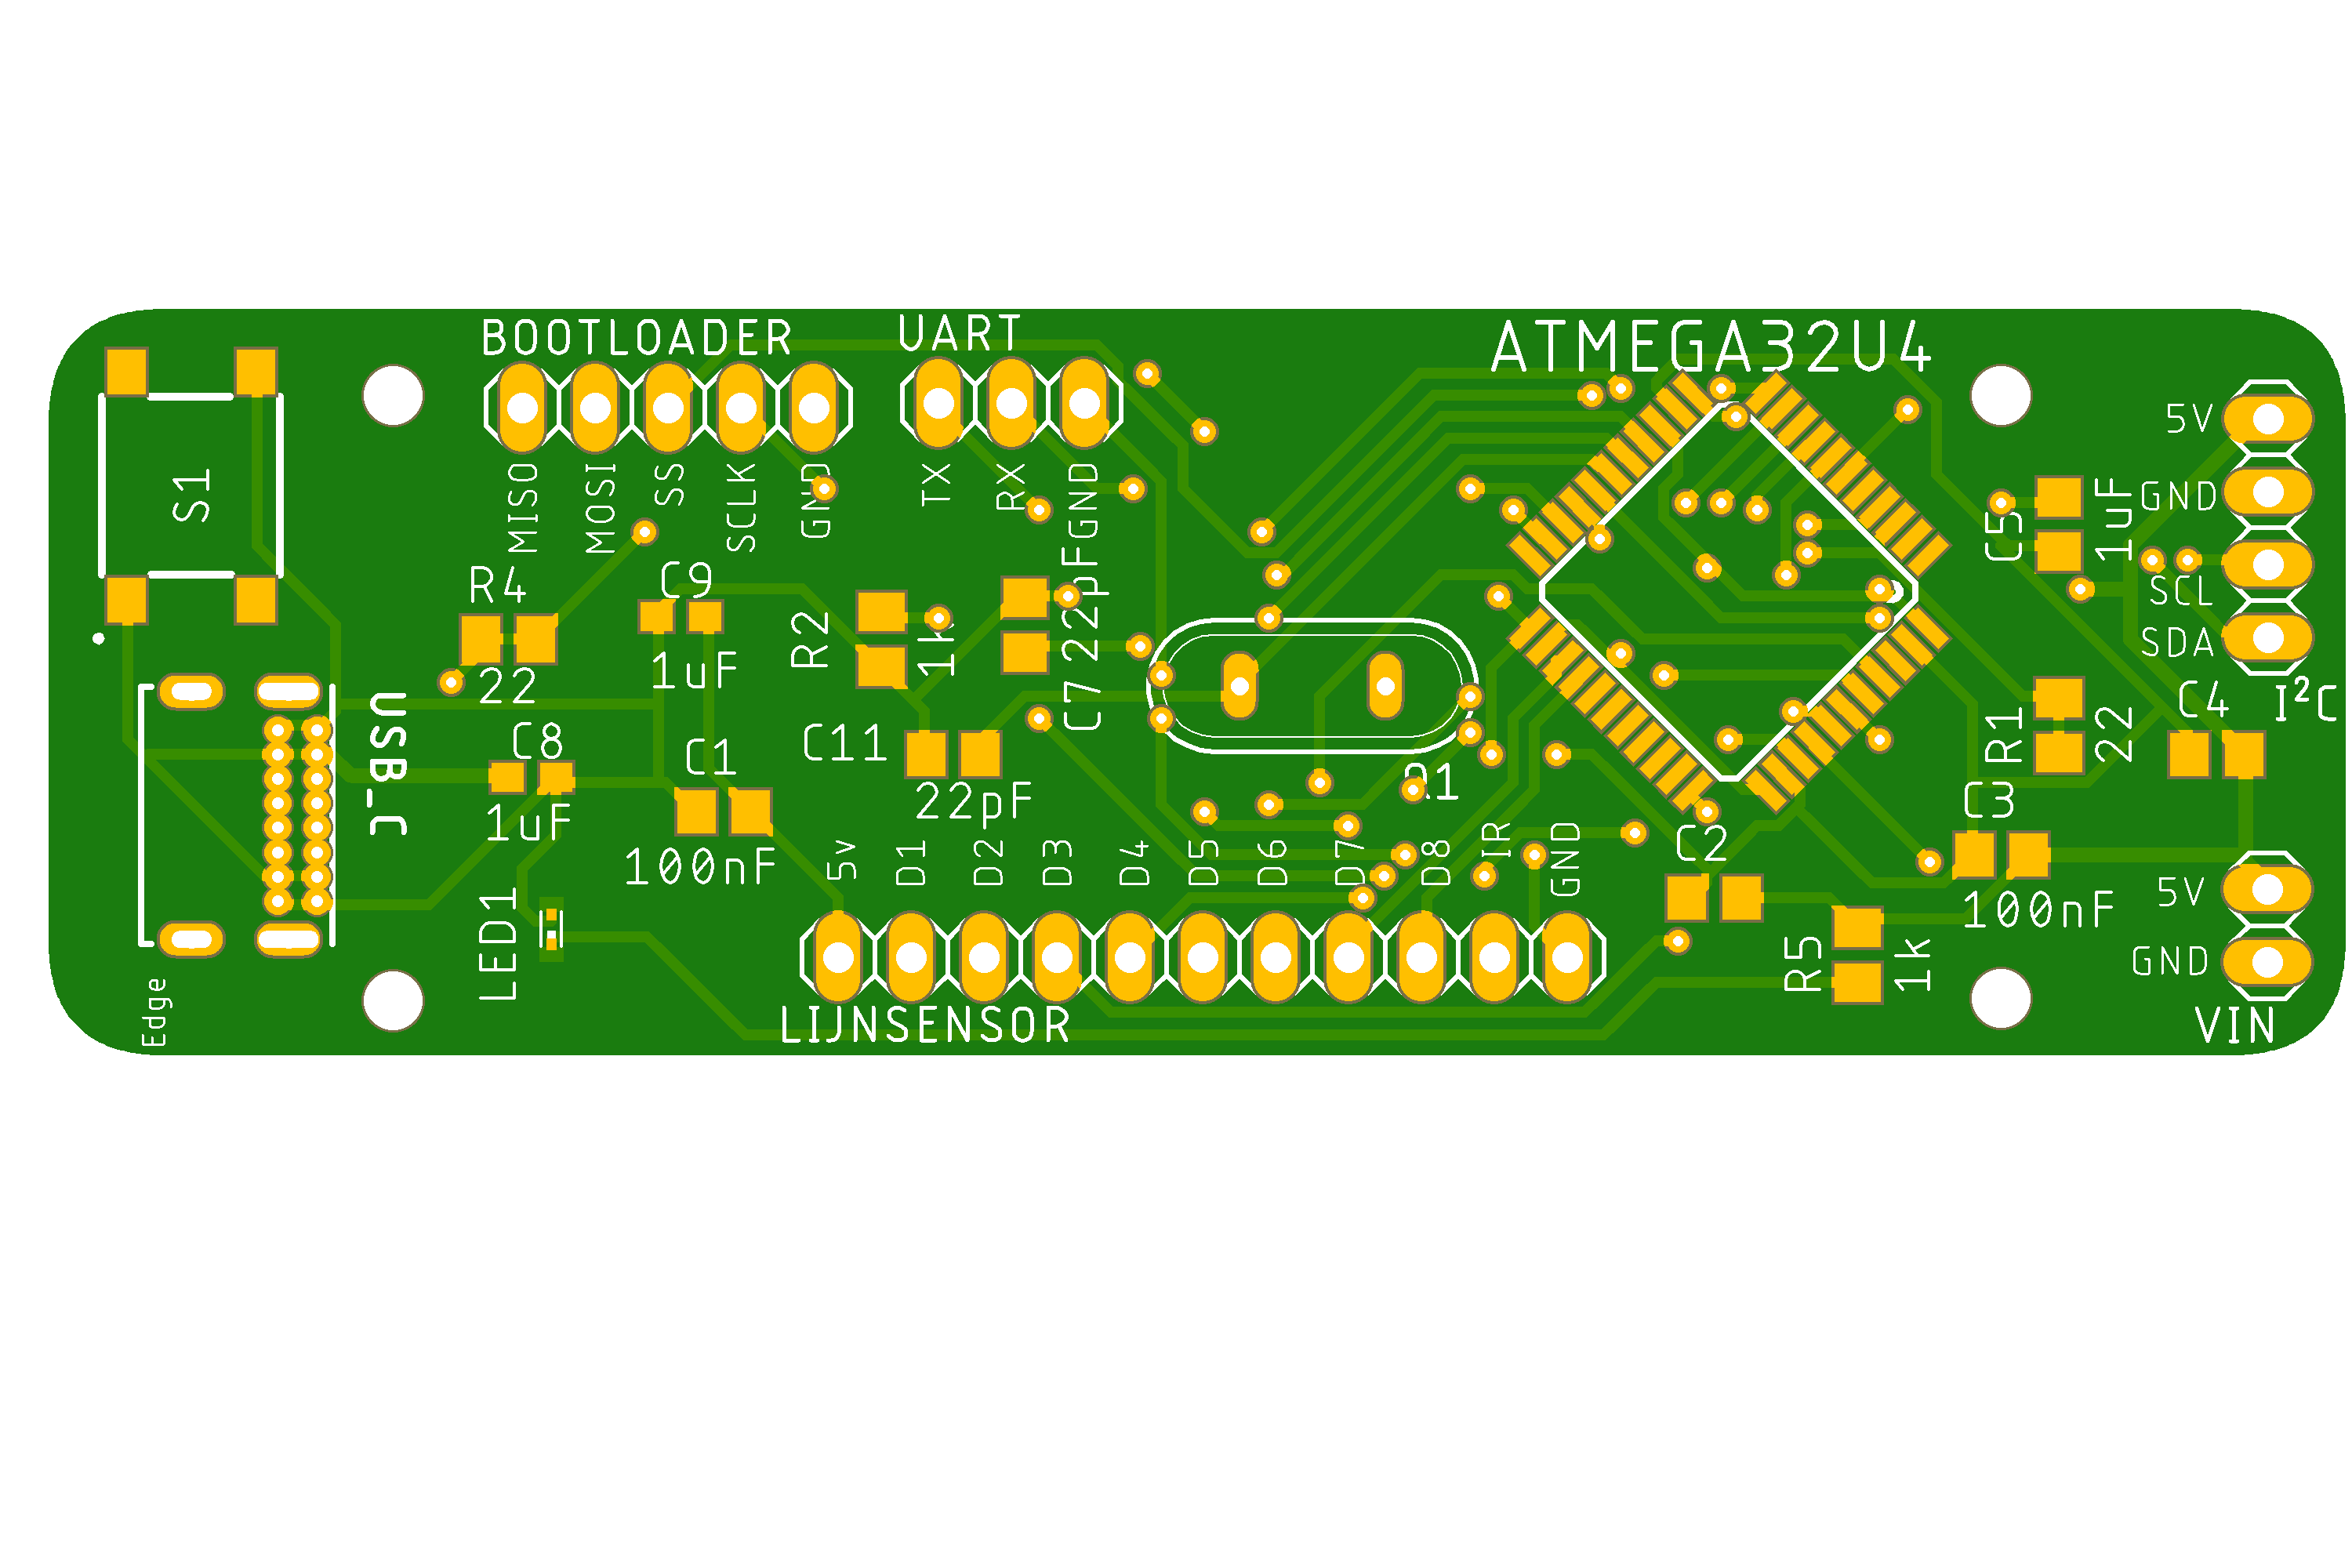 BOOTLOADER
UART
ATMEGA32U4
5V
GND
SCL
SDA
I²C
S1
MISO
MOSI
SS
SCLK
GND
TX
RX
GND
C5
1uF
R4
22
C9
1uF
R2
1k
C7 22pF
USB_C
C8
1uF
C1
100nF
C11
22pF
Q1
R1
22
C4
C3
100nF
C2
5v
D1
D2
D3
D4
D5
D6
D7
D8
IR
GND
LED1
R5
1k
5V
GND
VIN
Edge
LIJNSENSOR